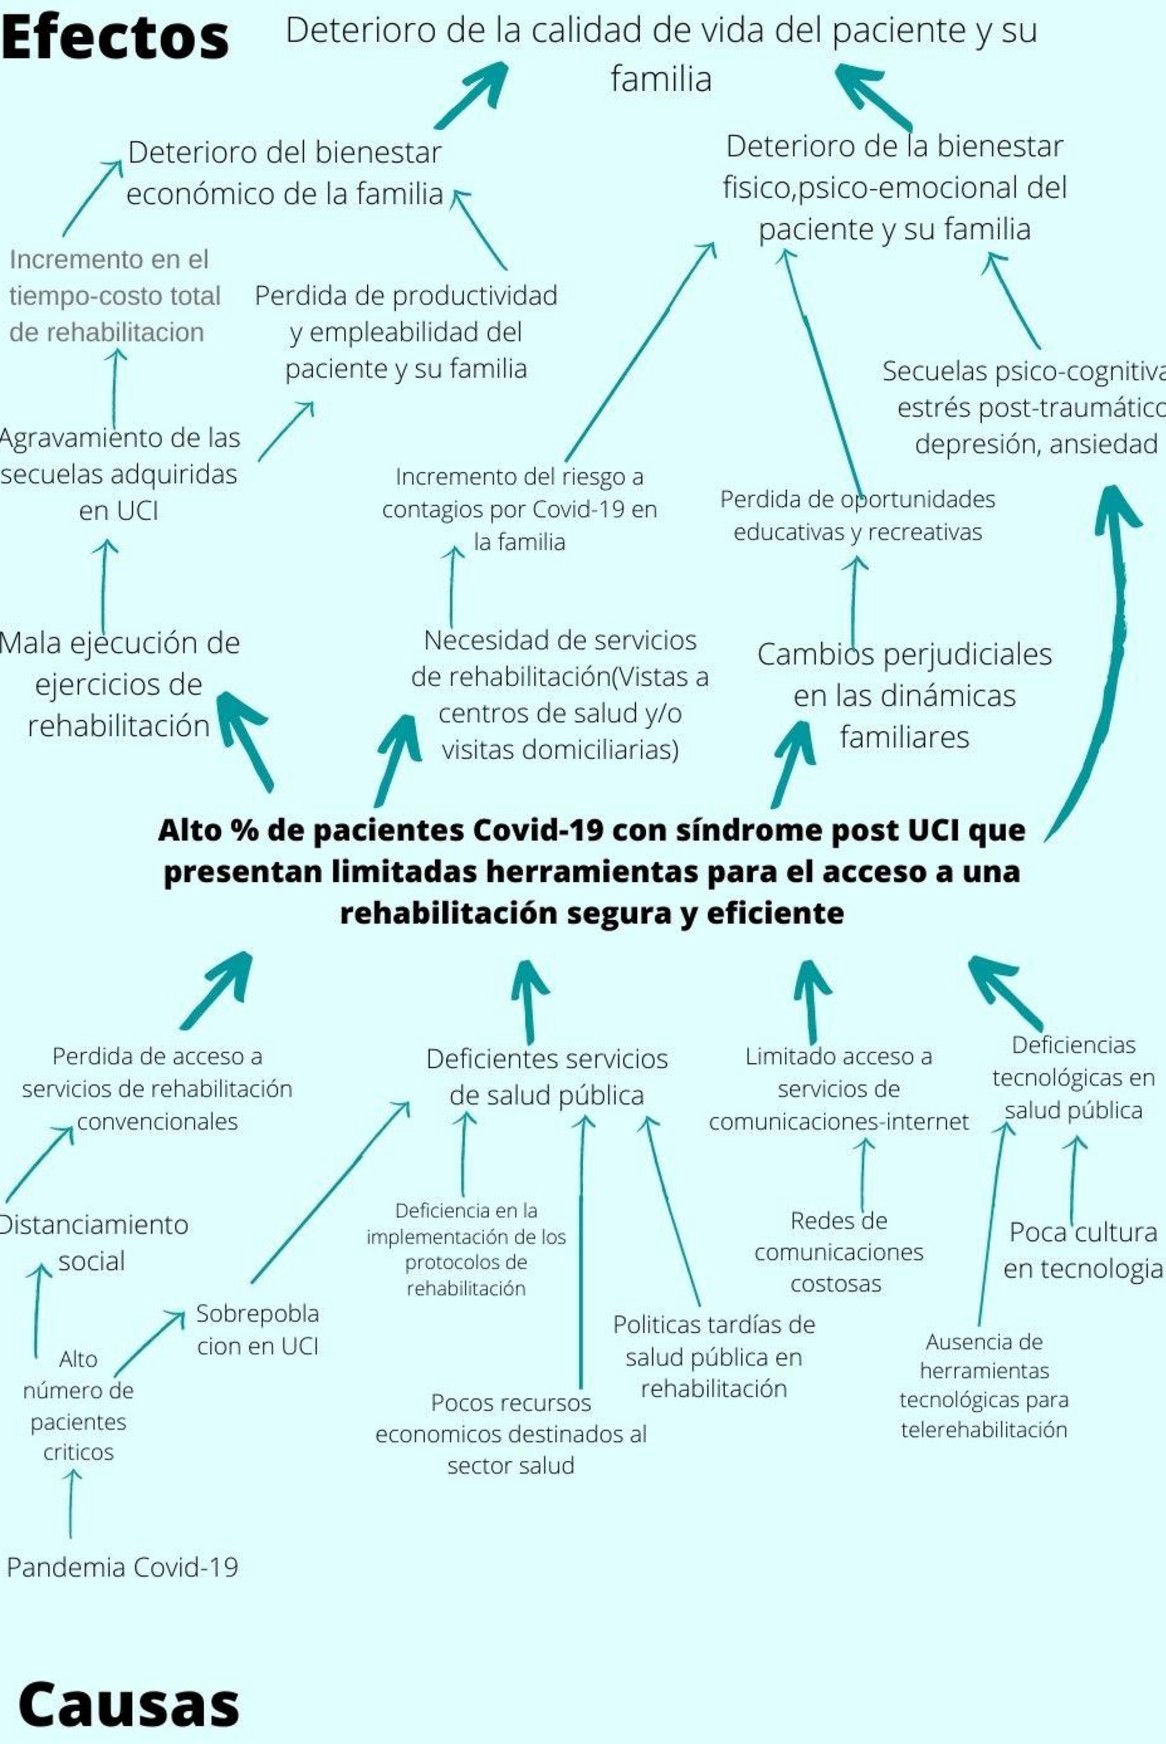 Efectos
Deterioro de la calidad de vida del paciente y su
familia
Deterioro del bienestar
económico de la familia
Deterioro de la bienestar
fisico,psico-emocional del
paciente y su familia
Incremento en el
tiempo-costo total
de rehabilitacion
Perdida de productividad
y empleabilidad del
paciente y su familia
Secuelas psico-cognitiva
estrés post-traumático
depresión, ansiedad
Agravamiento de las
secuelas adquiridas
en UCI
Incremento del riesgo a
contagios por Covid-19 en
la familia
Perdida de oportunidades
educativas y recreativas
Mala ejecución de
ejercicios de
rehabilitación
Necesidad de servicios
de rehabilitación(Vistas a
centros de salud y/o
visitas domiciliarias)
Cambios perjudiciales
en las dinámicas
familiares
Alto % de pacientes Covid-19 con síndrome post UCI que
presentan limitadas herramientas para el acceso a una
rehabilitación segura y eficiente
Perdida de acceso a
servicios de rehabilitación
convencionales
Deficientes servicios
de salud pública
Limitado acceso a
servicios de
comunicaciones-internet
Deficiencias
tecnológicas en
salud pública
Distanciamiento
social
Deficiencia en la
implementación de los
protocolos de
rehabilitación
Redes de
comunicaciones
costosas
Poca cultura
en tecnologia
Sobrepobla
cion en UCI
Politicas tardías de
salud pública en
rehabilitación
Ausencia de
herramientas
tecnológicas para
telerehabilitación
Alto
número de
pacientes
criticos
Pocos recursos
economicos destinados al
sector salud
Pandemia Covid-19
Causas